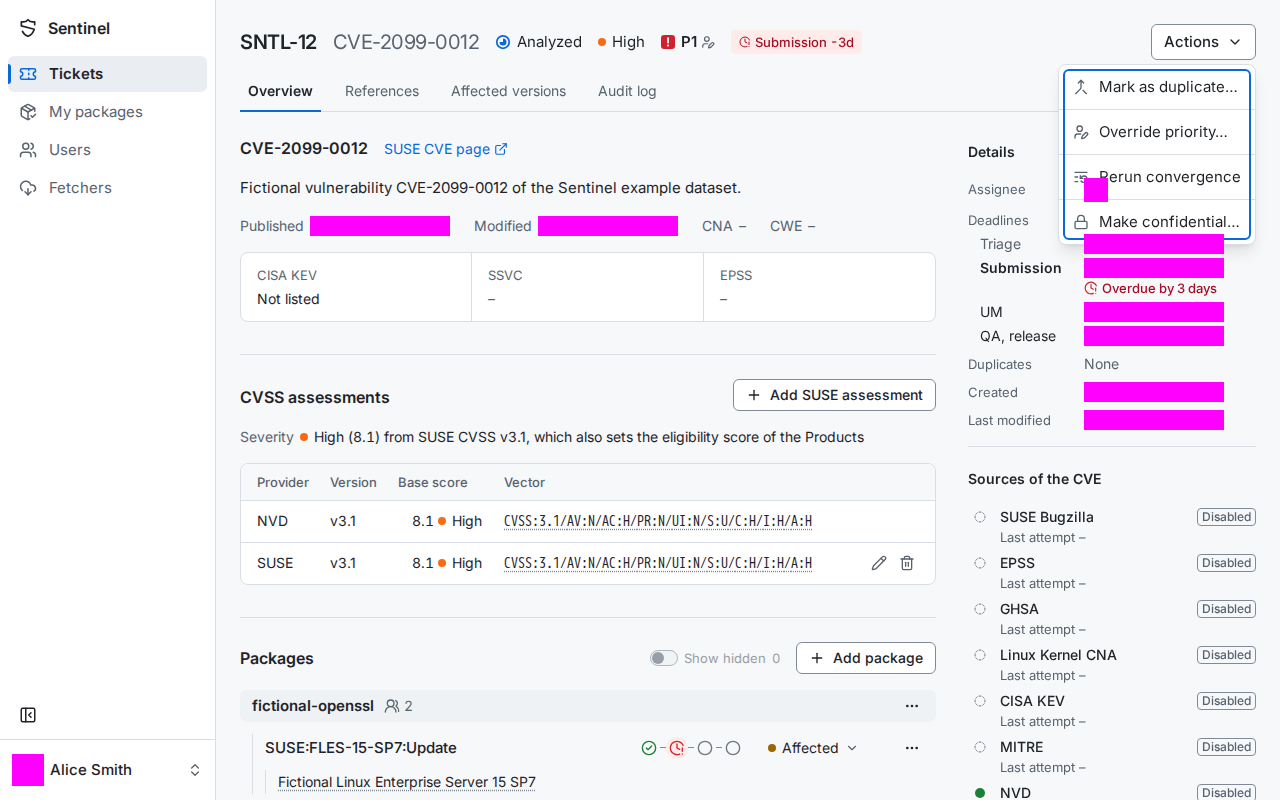 Sentinel
Tickets
My packages
Users
Fetchers
Alice Smith
SNTL-12 CVE-2099-0012 Analyzed High P1 Submission -3d
Actions
Overview References Affected versions Audit log
Mark as duplicate...
Override priority...
Rerun convergence
Make confidential...
CVE-2099-0012 SUSE CVE page
Fictional vulnerability CVE-2099-0012 of the Sentinel example dataset.
Published Modified CNA – CWE –
CISA KEV SSVC EPSS
Not listed – –
CVSS assessments
Add SUSE assessment
Severity High (8.1) from SUSE CVSS v3.1, which also sets the eligibility score of the Products
Provider Version Base score Vector
NVD v3.1 8.1 High CVSS:3.1/AV:N/AC:H/PR:N/UI:N/S:U/C:H/I:H/A:H
SUSE v3.1 8.1 High CVSS:3.1/AV:N/AC:H/PR:N/UI:N/S:U/C:H/I:H/A:H
Packages
Show hidden 0
Add package
fictional-openssl 2
SUSE:FLES-15-SP7:Update Affected
Fictional Linux Enterprise Server 15 SP7
Details
Assignee
Deadlines
Triage
Submission
Overdue by 3 days
UM
QA, release
Duplicates None
Created
Last modified
Sources of the CVE
SUSE Bugzilla Disabled
Last attempt –
EPSS Disabled
Last attempt –
GHSA Disabled
Last attempt –
Linux Kernel CNA Disabled
Last attempt –
CISA KEV Disabled
Last attempt –
MITRE Disabled
Last attempt –
NVD Disabled